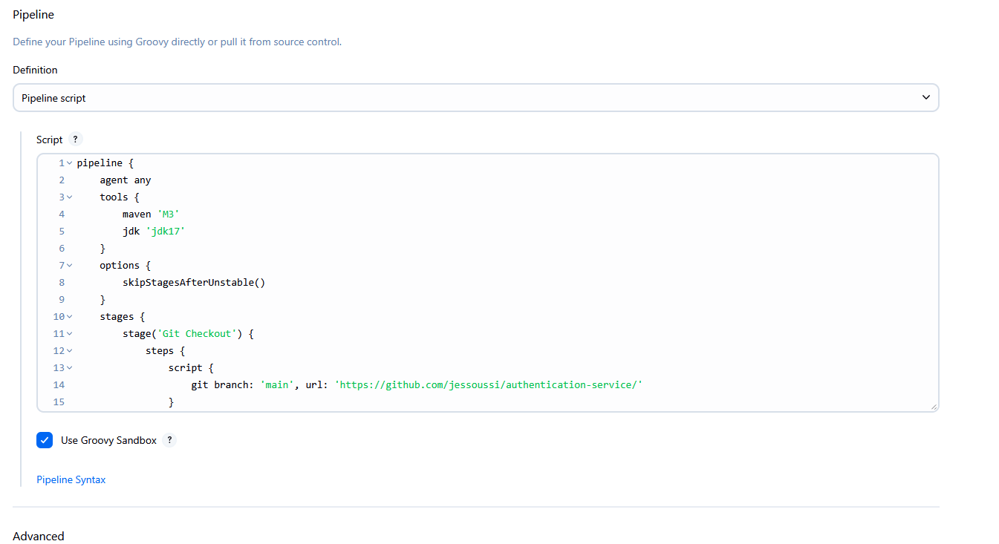 Pipeline
Define your Pipeline using Groovy directly or pull it from source control.
Definition
Pipeline script
Script ?
1 pipeline {
2     agent any
3     tools {
4         maven 'M3'
5         jdk 'jdk17'
6     }
7     options {
8         skipStagesAfterUnstable()
9     }
10     stages {
11         stage('Git Checkout') {
12             steps {
13                 script {
14                     git branch: 'main', url: 'https://github.com/jessoussi/authentication-service/'
15                 }
Use Groovy Sandbox ?
Pipeline Syntax
Advanced